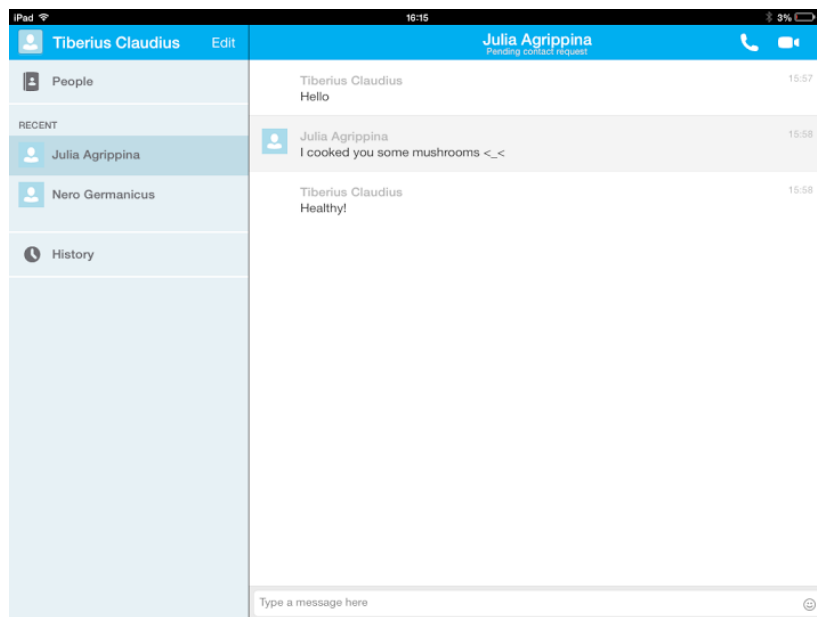 iPad 16:15 3%
Tiberius Claudius Edit
Julia Agrippina
Pending contact request
People
RECENT
Julia Agrippina
Nero Germanicus
History
Tiberius Claudius 15:57
Hello
Julia Agrippina 15:58
I cooked you some mushrooms <_<
Tiberius Claudius 15:58
Healthy!
Type a message here